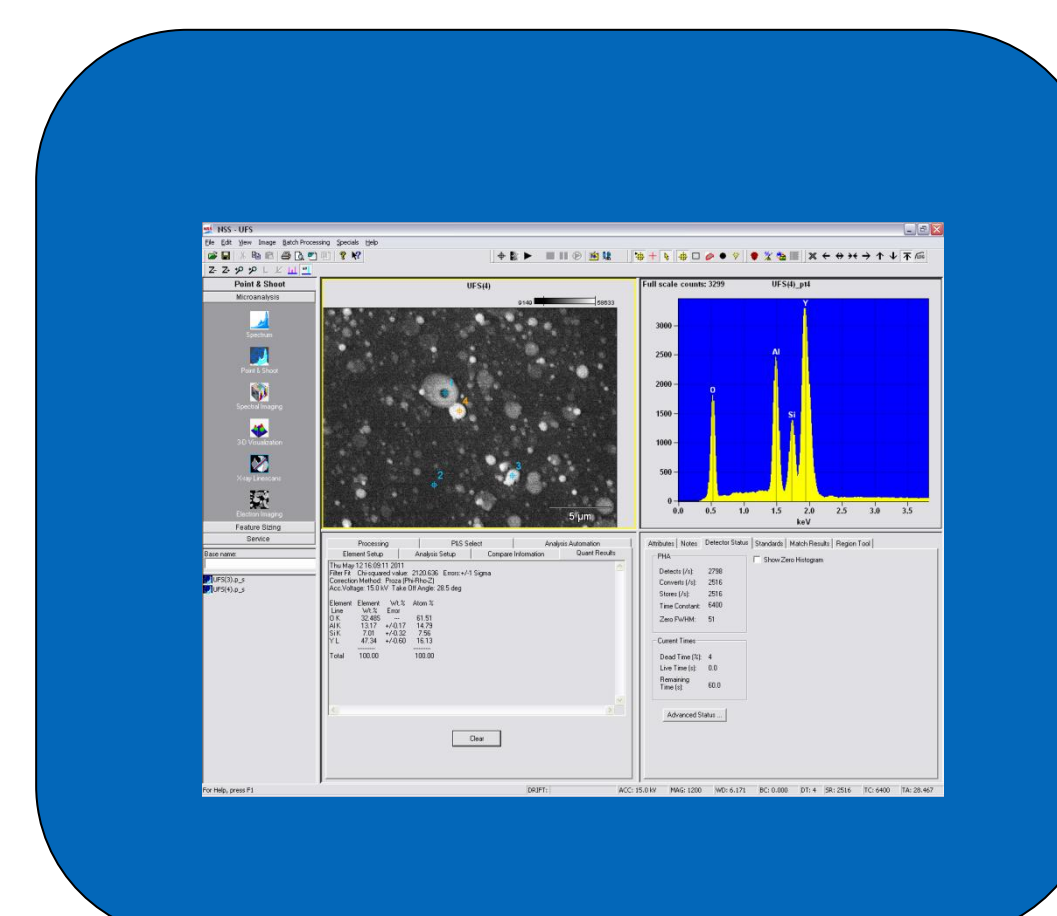 NSS - UFS
File Edit View Image Batch Processing Specials Help
Point & Shoot
Microanalysis
Spectrum
Point & Shoot
Spectral Imaging
3-D Visualization
X-ray Linescans
Electron Imaging
Feature Sizing
Service
Base name:
UFS(3).p_s
UFS(4).p_s
UFS(4)
9149 58533
1
4
3
2
5 µm
Full scale counts: 3299 UFS(4)_pt4
3000
2500
2000
1500
1000
500
0
O
Al
Si
Y
0.0 0.5 1.0 1.5 2.0 2.5 3.0 3.5
keV
Processing P&S Select Analysis Automation
Element Setup Analysis Setup Compare Information Quant Results
Thu May 12 16:09:11 2011
Filter Fit Chi-squared value: 2120.636 Errors:+/-1 Sigma
Correction Method: Proza (Phi-Rho-Z)
Acc.Voltage: 15.0 kV Take Off Angle: 28.5 deg
Element Element Wt.% Atom %
Line Wt.% Error
O K 32.48S --- 61.51
Al K 13.17 +/-0.17 14.79
Si K 7.01 +/-0.32 7.56
Y L 47.34 +/-0.60 16.13
Total 100.00 100.00
Clear
Attributes Notes Detector Status Standards Match Results Region Tool
PHA
Detects (/s): 2798
Converts (/s): 2516
Stores (/s): 2516
Time Constant: 6400
Zero FWHM: 51
Show Zero Histogram
Current Times
Dead Time (%): 4
Live Time (s): 0.0
Remaining
Time (s): 60.0
Advanced Status ...
For Help, press F1 DRIFT: ACC: 15.0 kV MAG: 1200 WD: 6.171 BC: 0.000 DT: 4 SR: 2516 TC: 6400 TA: 28.467